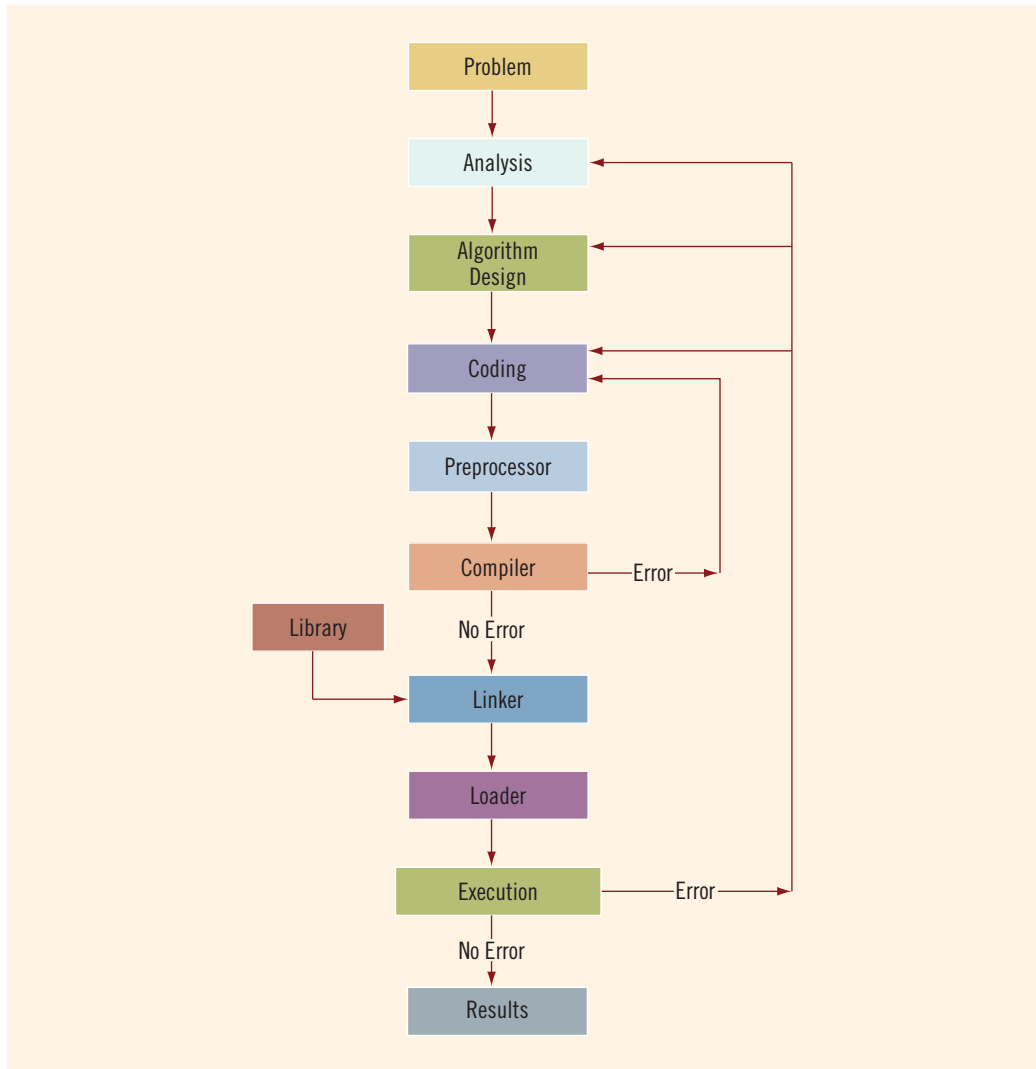 Problem
Analysis
Algorithm
Design
Coding
Preprocessor
Compiler
Error
No Error
Library
Linker
Loader
Execution
Error
No Error
Results